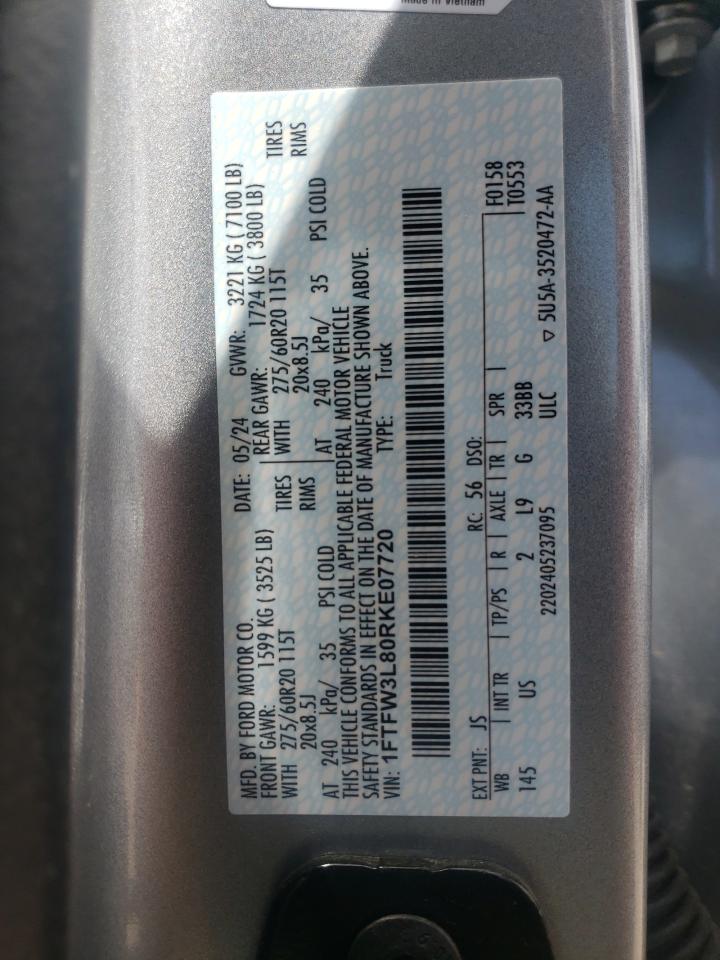 Made in Vietnam
MFD. BY FORD MOTOR CO.
DATE: 05/24 GVWR: 3221 KG ( 7100 LB)
FRONT GAWR: 1599 KG ( 3525 LB)
REAR GAWR: 1724 KG ( 3800 LB)
WITH 275/60R20 115T TIRES
WITH 275/60R20 115T TIRES
20x8.5J RIMS
20x8.5J RIMS
AT 240 kPa/ 35 PSI COLD
AT 240 kPa/ 35 PSI COLD
THIS VEHICLE CONFORMS TO ALL APPLICABLE FEDERAL MOTOR VEHICLE
SAFETY STANDARDS IN EFFECT ON THE DATE OF MANUFACTURE SHOWN ABOVE.
VIN: 1FTFW3L80RKE07720 TYPE: Truck
EXT PNT: JS RC: 56 DSO: F0158
WB INT TR TP/PS R AXLE TR SPR T0553
145 US 2 L9 G 33BB
2202405237095 ULC ▽ 5U5A-3520472-AA